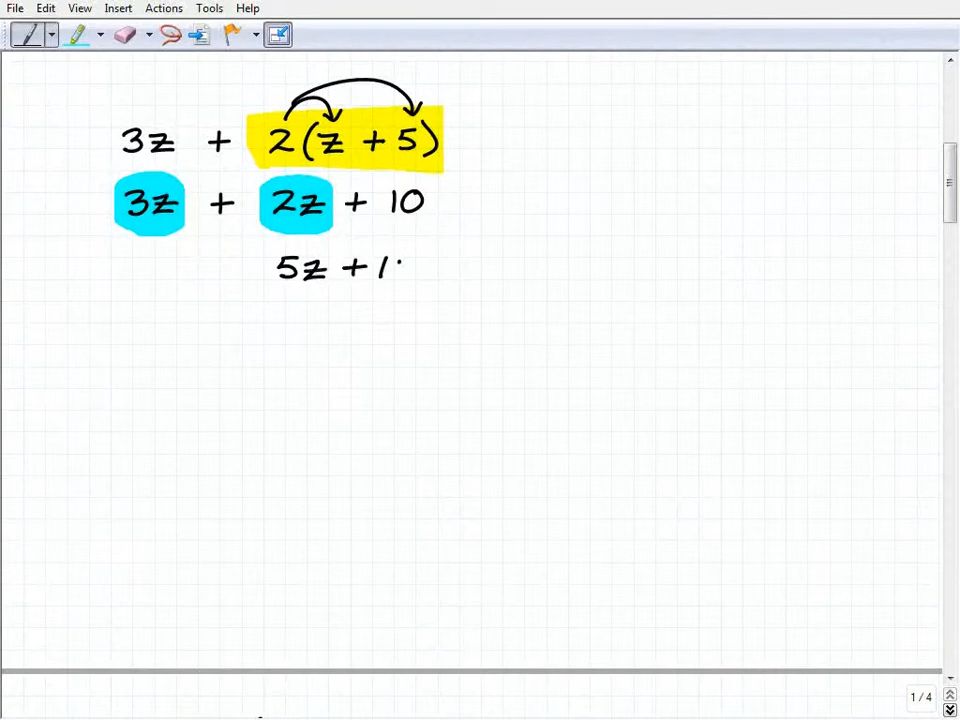 File Edit View Insert Actions Tools Help
3z + 2(z + 5)
3z + 2z + 10
5z + 1
1 / 4